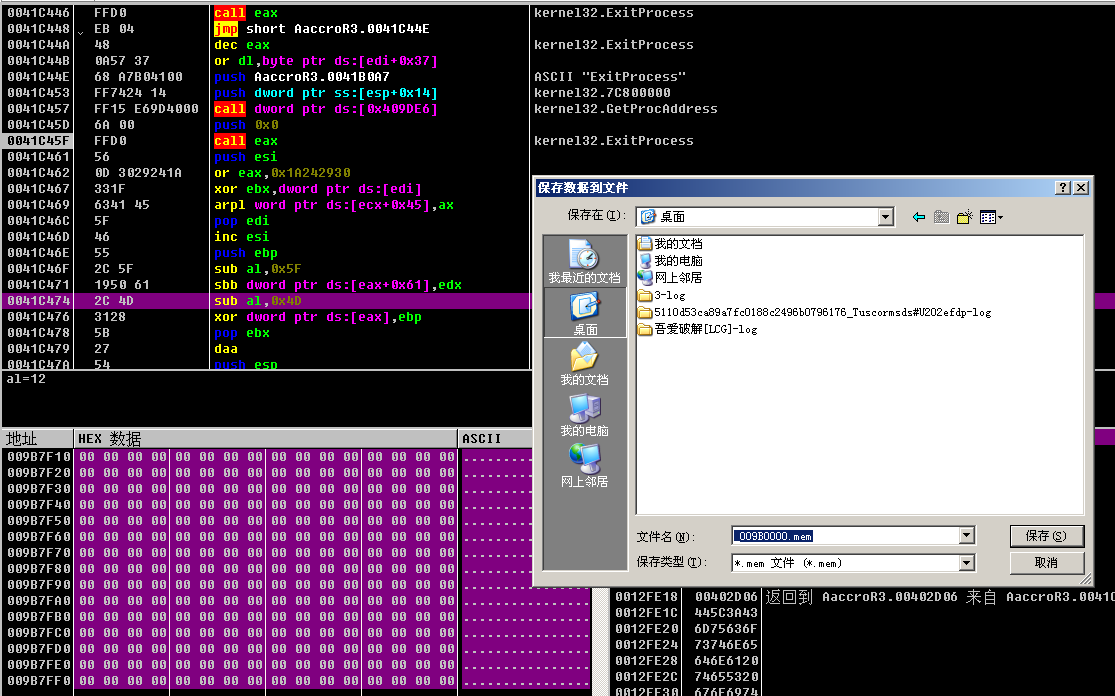 0041C446 FFD0 call eax kernel32.ExitProcess
0041C448 EB 04 jmp short AaccroR3.0041C44E
0041C44A 48 dec eax kernel32.ExitProcess
0041C44B 0A57 37 or dl,byte ptr ds:[edi+0x37]
0041C44E 68 A7B04100 push AaccroR3.0041B0A7 ASCII "ExitProcess"
0041C453 FF7424 14 push dword ptr ss:[esp+0x14] kernel32.7C800000
0041C457 FF15 E69D4000 call dword ptr ds:[0x409DE6] kernel32.GetProcAddress
0041C45D 6A 00 push 0x0
0041C45F FFD0 call eax kernel32.ExitProcess
0041C461 56 push esi
0041C462 0D 3029241A or eax,0x1A242930
0041C467 331F xor ebx,dword ptr ds:[edi]
0041C469 6341 45 arpl word ptr ds:[ecx+0x45],ax
0041C46C 5F pop edi
0041C46D 46 inc esi
0041C46E 55 push ebp
0041C46F 2C 5F sub al,0x5F
0041C471 1950 61 sbb dword ptr ds:[eax+0x61],edx
0041C474 2C 4D sub al,0x4D
0041C476 3128 xor dword ptr ds:[eax],ebp
0041C478 5B pop ebx
0041C479 27 daa
0041C47A 54 push esp
al=12
地址 HEX 数据 ASCII
009B7F10 00 00 00 00 00 00 00 00 00 00 00 00 00 00 00 00 ................
009B7F20 00 00 00 00 00 00 00 00 00 00 00 00 00 00 00 00 ................
009B7F30 00 00 00 00 00 00 00 00 00 00 00 00 00 00 00 00 ................
009B7F40 00 00 00 00 00 00 00 00 00 00 00 00 00 00 00 00 ................
009B7F50 00 00 00 00 00 00 00 00 00 00 00 00 00 00 00 00 ................
009B7F60 00 00 00 00 00 00 00 00 00 00 00 00 00 00 00 00 ................
009B7F70 00 00 00 00 00 00 00 00 00 00 00 00 00 00 00 00 ................
009B7F80 00 00 00 00 00 00 00 00 00 00 00 00 00 00 00 00 ................
009B7F90 00 00 00 00 00 00 00 00 00 00 00 00 00 00 00 00 ................
009B7FA0 00 00 00 00 00 00 00 00 00 00 00 00 00 00 00 00 ................
009B7FB0 00 00 00 00 00 00 00 00 00 00 00 00 00 00 00 00 ................
009B7FC0 00 00 00 00 00 00 00 00 00 00 00 00 00 00 00 00 ................
009B7FD0 00 00 00 00 00 00 00 00 00 00 00 00 00 00 00 00 ................
009B7FE0 00 00 00 00 00 00 00 00 00 00 00 00 00 00 00 00 ................
009B7FF0 00 00 00 00 00 00 00 00 00 00 00 00 00 00 00 00 ................
保存数据到文件
保存在(I): 桌面
我最近的文档
桌面
我的文档
我的电脑
网上邻居
我的文档
我的电脑
网上邻居
3-log
5110d53ca89a7fc0188c2496b0796176_Tuscormsds#U202efdp-log
吾爱破解[LCG]-log
文件名(N): _009B0000.mem 保存(S)
保存类型(T): *.mem 文件 (*.mem) 取消
0012FE18 00402D06 返回到 AaccroR3.00402D06 来自 AaccroR3.0041C
0012FE1C 445C3A43
0012FE20 6D75636F
0012FE24 73746E65
0012FE28 646E6120
0012FE2C 74655320
0012FE30 676E6974